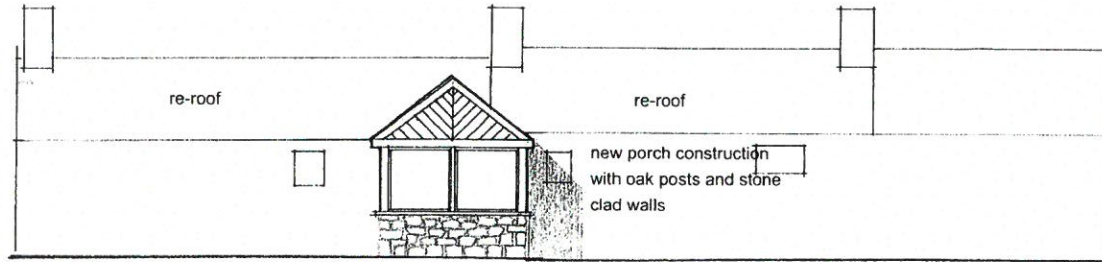 re-roof
re-roof
new porch construction
with oak posts and stone
clad walls